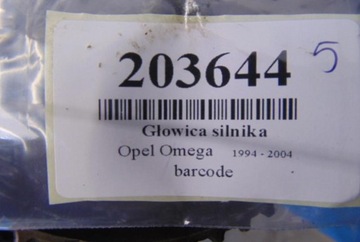 203644 5
Głowica silnika
Opel Omega 1994 - 2004
barcode